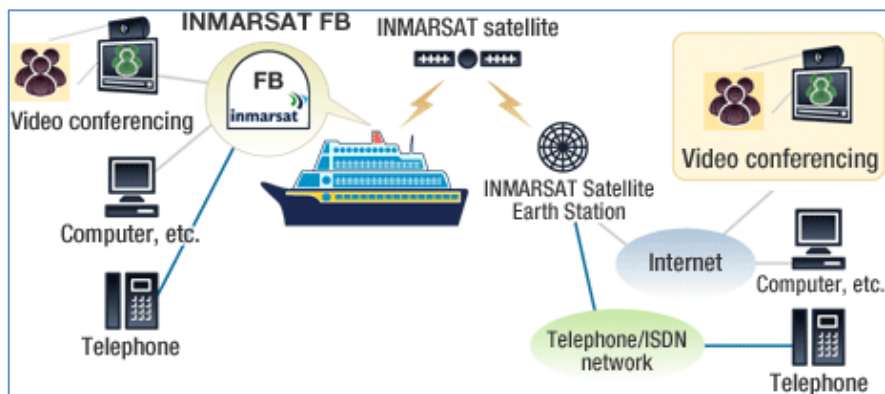 INMARSAT FB
INMARSAT satellite
FB
inmarsat
Video conferencing
Video conferencing
INMARSAT Satellite
Earth Station
Computer, etc.
Internet
Computer, etc.
Telephone
Telephone/ISDN
network
Telephone